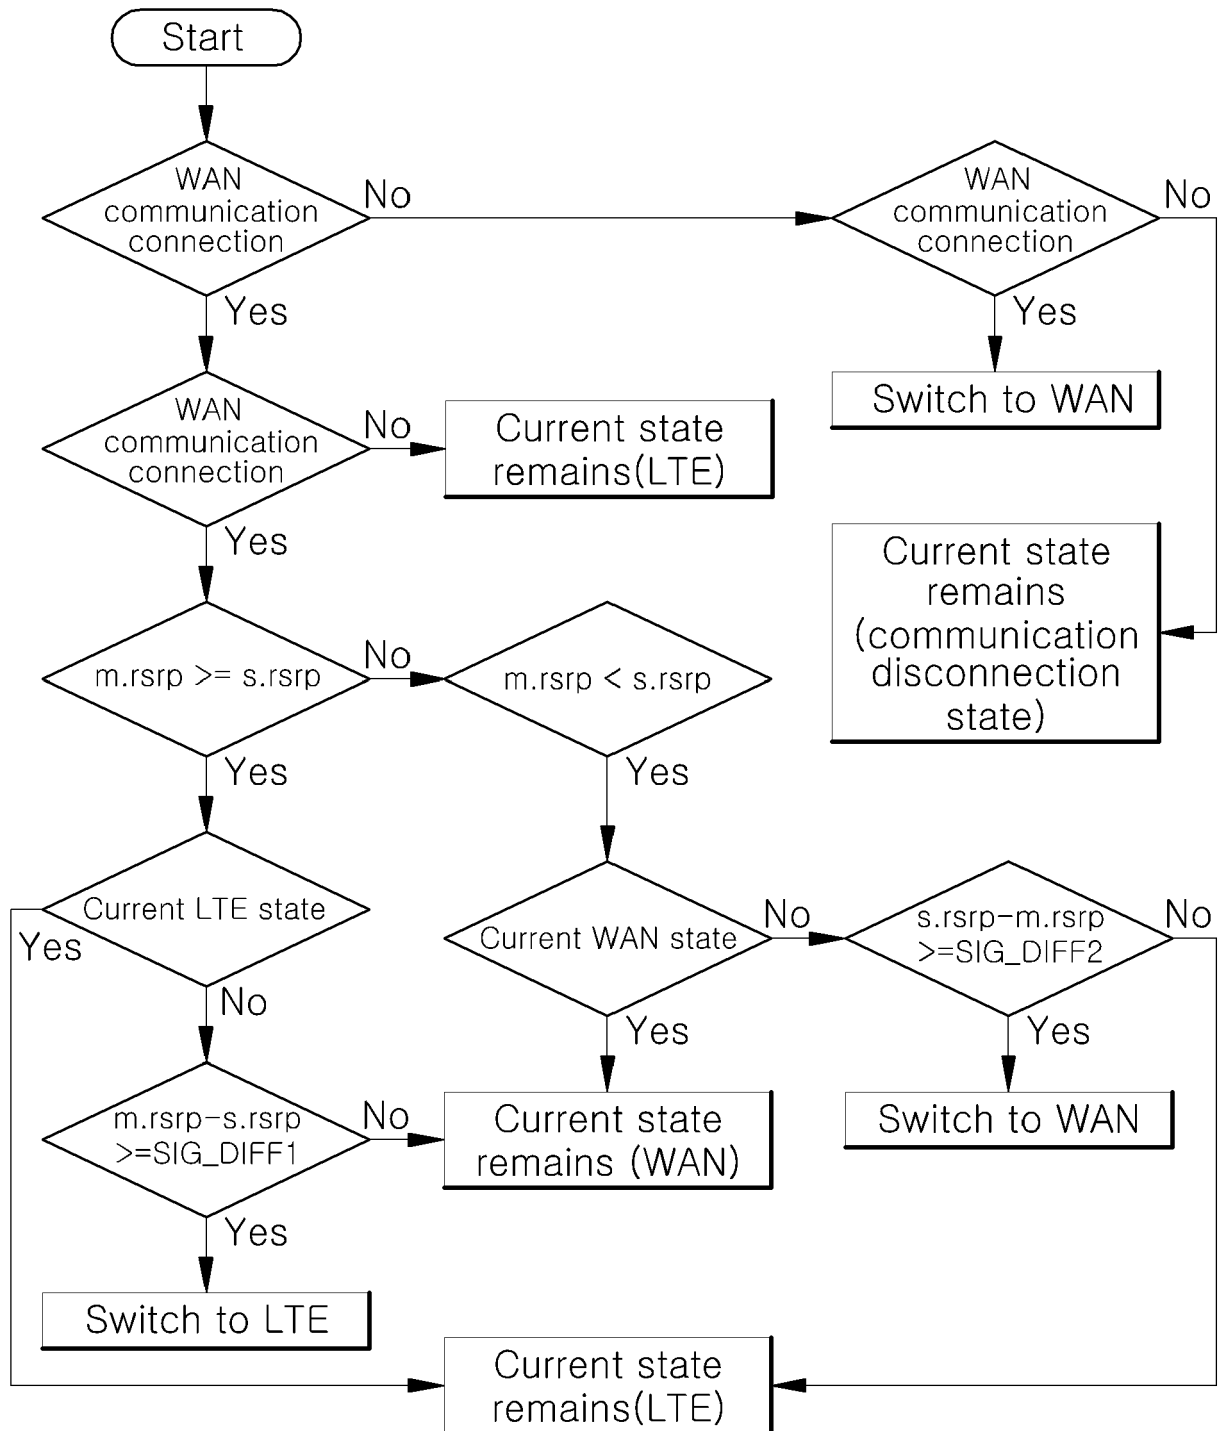 Start
WAN
communication
connection
No
Yes
WAN
communication
connection
No
Yes
Switch to WAN
WAN
communication
connection
No
Yes
Current state
remains(LTE)
Current state
remains
(communication
disconnection
state)
m.rsrp >= s.rsrp
No
Yes
m.rsrp < s.rsrp
Yes
Current LTE state
Yes
No
Current WAN state
No
Yes
s.rsrp-m.rsrp
>=SIG_DIFF2
No
Yes
m.rsrp-s.rsrp
>=SIG_DIFF1
No
Yes
Current state
remains (WAN)
Switch to WAN
Switch to LTE
Current state
remains(LTE)